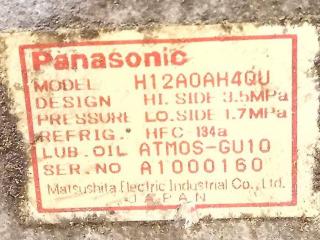 Panasonic
MODEL H12A0AH4QU
DESIGN HI. SIDE 3.5MPa
PRESSURE LO. SIDE 1.7MPa
REFRIG. HFC-134a
LUB. OIL ATMOS-GU10
SER. NO A1000160
Matsushita Electric Industrial Co., Ltd.
JAPAN